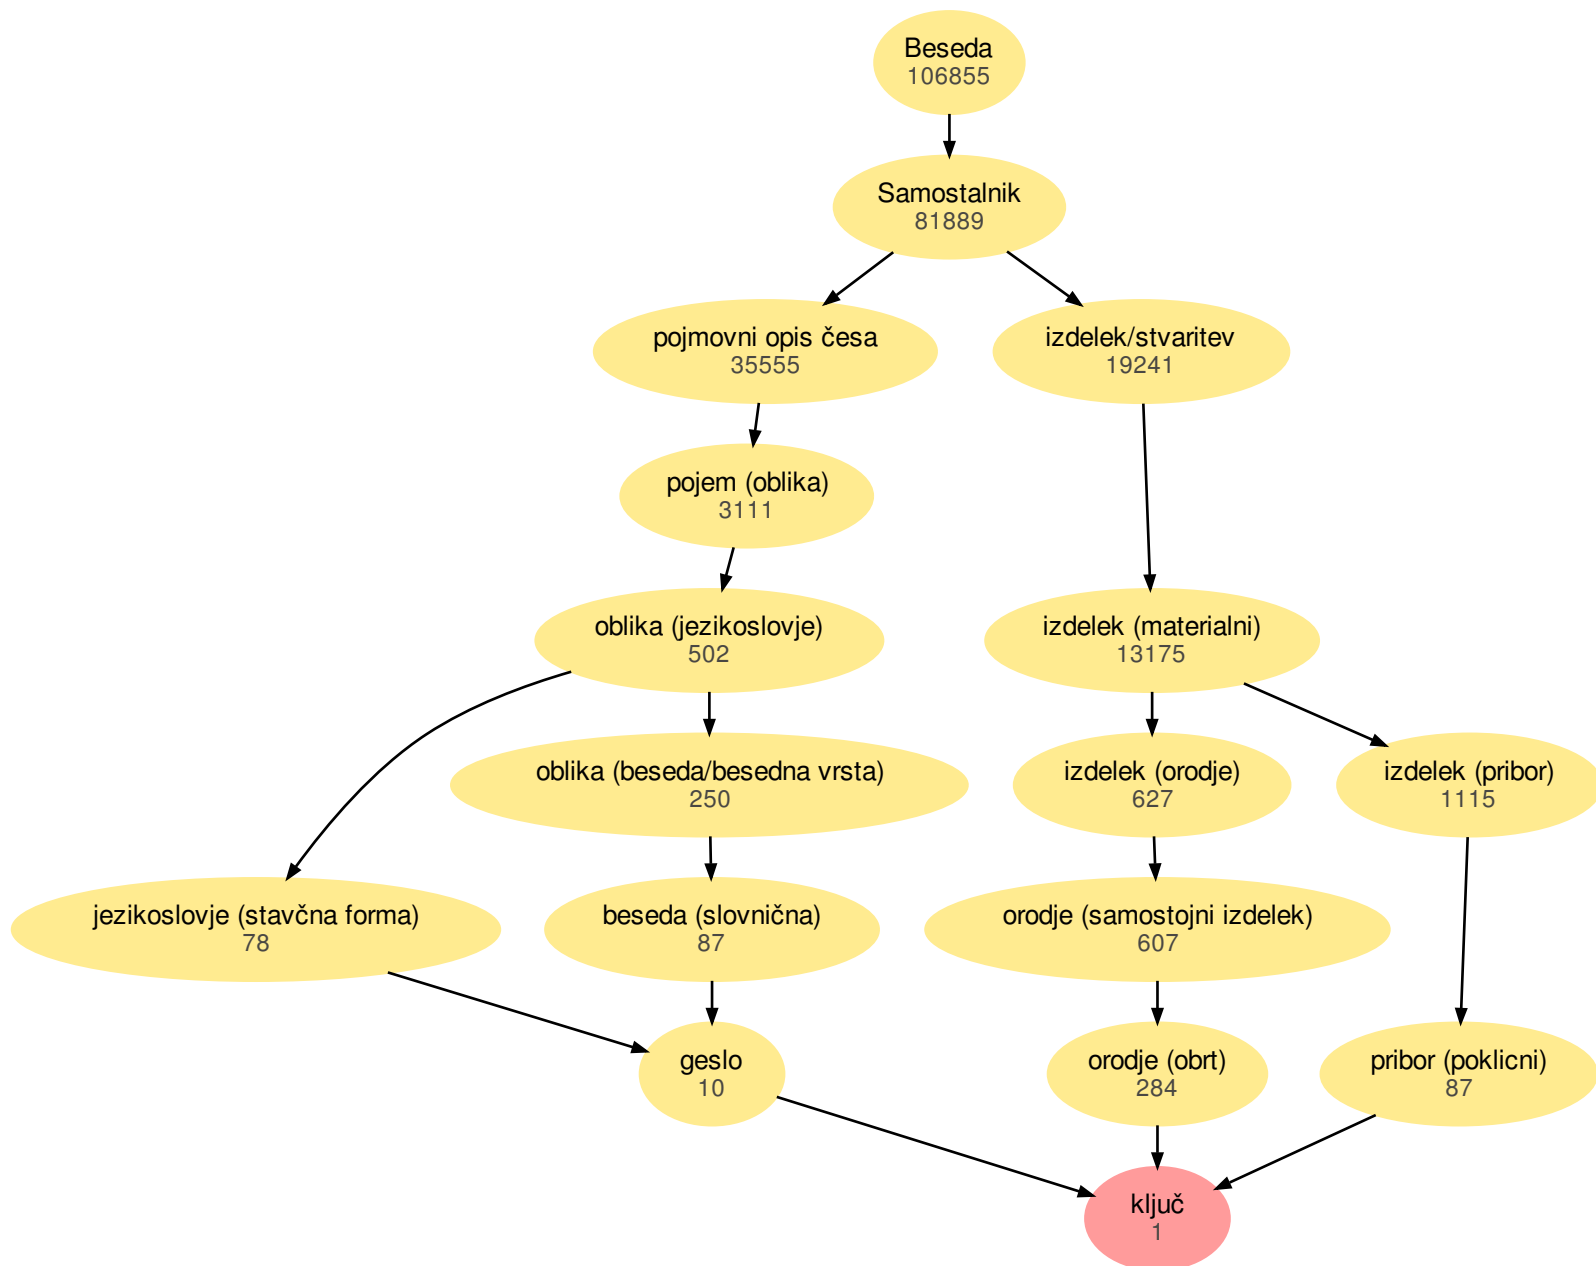 Beseda
106855
Samostalnik
81889
pojmovni opis česa
35555
izdelek/stvaritev
19241
pojem (oblika)
3111
oblika (jezikoslovje)
502
izdelek (materialni)
13175
oblika (beseda/besedna vrsta)
250
izdelek (orodje)
627
izdelek (pribor)
1115
jezikoslovje (stavčna forma)
78
beseda (slovnična)
87
orodje (samostojni izdelek)
607
geslo
10
orodje (obrt)
284
pribor (poklicni)
87
ključ
1